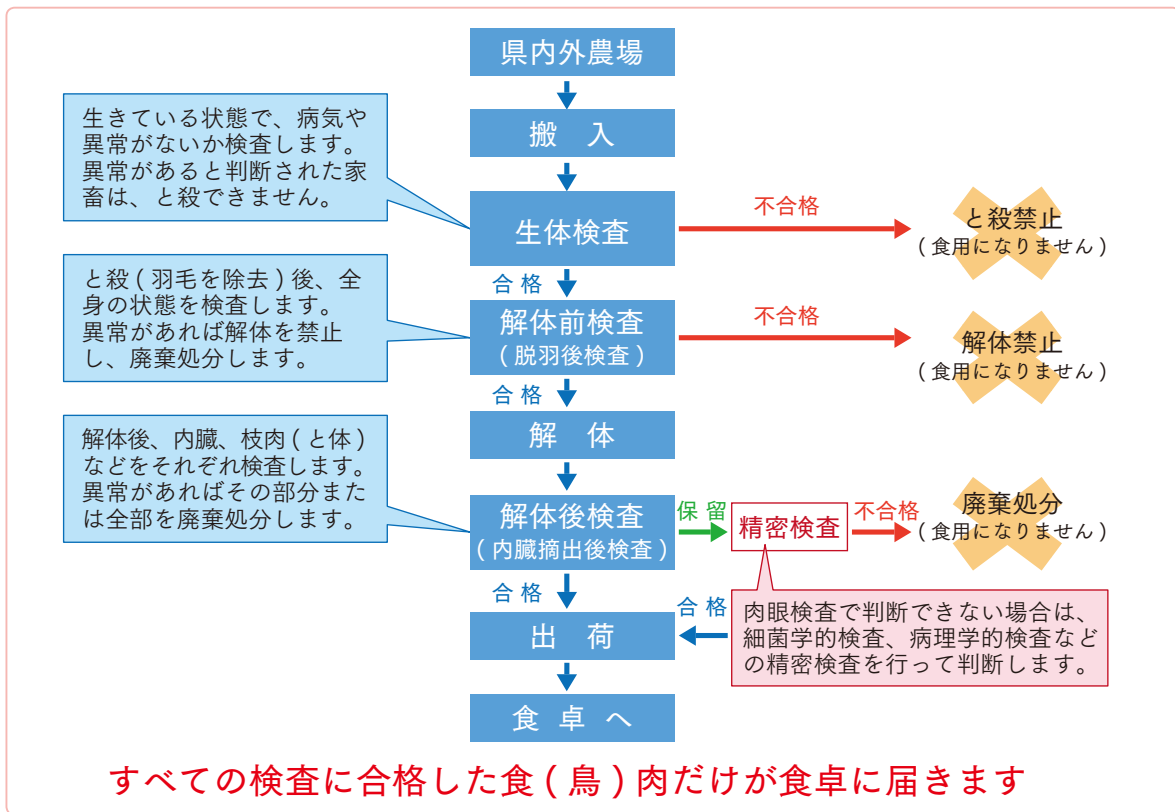 県内外農場
搬　入
生きている状態で、病気や
異常がないか検査します。
異常があると判断された家
畜は、と殺できません。
生体検査
不合格
と殺禁止
(食用になりません)
合格
と殺(羽毛を除去)後、全
身の状態を検査します。
異常があれば解体を禁止
し、廃棄処分します。
解体前検査
(脱羽後検査)
不合格
解体禁止
(食用になりません)
合格
解　体
解体後、内臓、枝肉(と体)
などをそれぞれ検査します。
異常があればその部分また
は全部を廃棄処分します。
解体後検査
(内臓摘出後検査)
保留
精密検査
不合格
廃棄処分
(食用になりません)
合格
合格
肉眼検査で判断できない場合は、
細菌学的検査、病理学的検査など
の精密検査を行って判断します。
出　荷
食 卓 へ
すべての検査に合格した食(鳥)肉だけが食卓に届きます